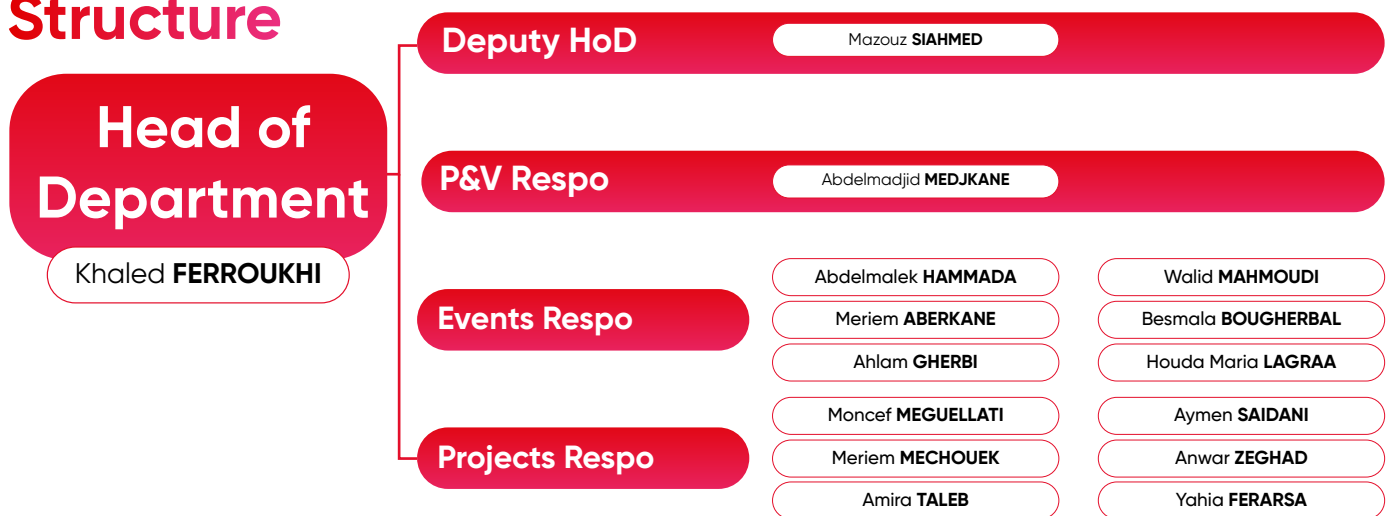 Structure
Head of
Department
Khaled FERROUKHI
Deputy HoD
Mazouz SIAHMED
P&V Respo
Abdelmadjid MEDJKANE
Events Respo
Abdelmalek HAMMADA
Walid MAHMOUDI
Meriem ABERKANE
Besmala BOUGHERBAL
Ahlam GHERBI
Houda Maria LAGRAA
Projects Respo
Moncef MEGUELLATI
Aymen SAIDANI
Meriem MECHOUEK
Anwar ZEGHAD
Amira TALEB
Yahia FERARSA